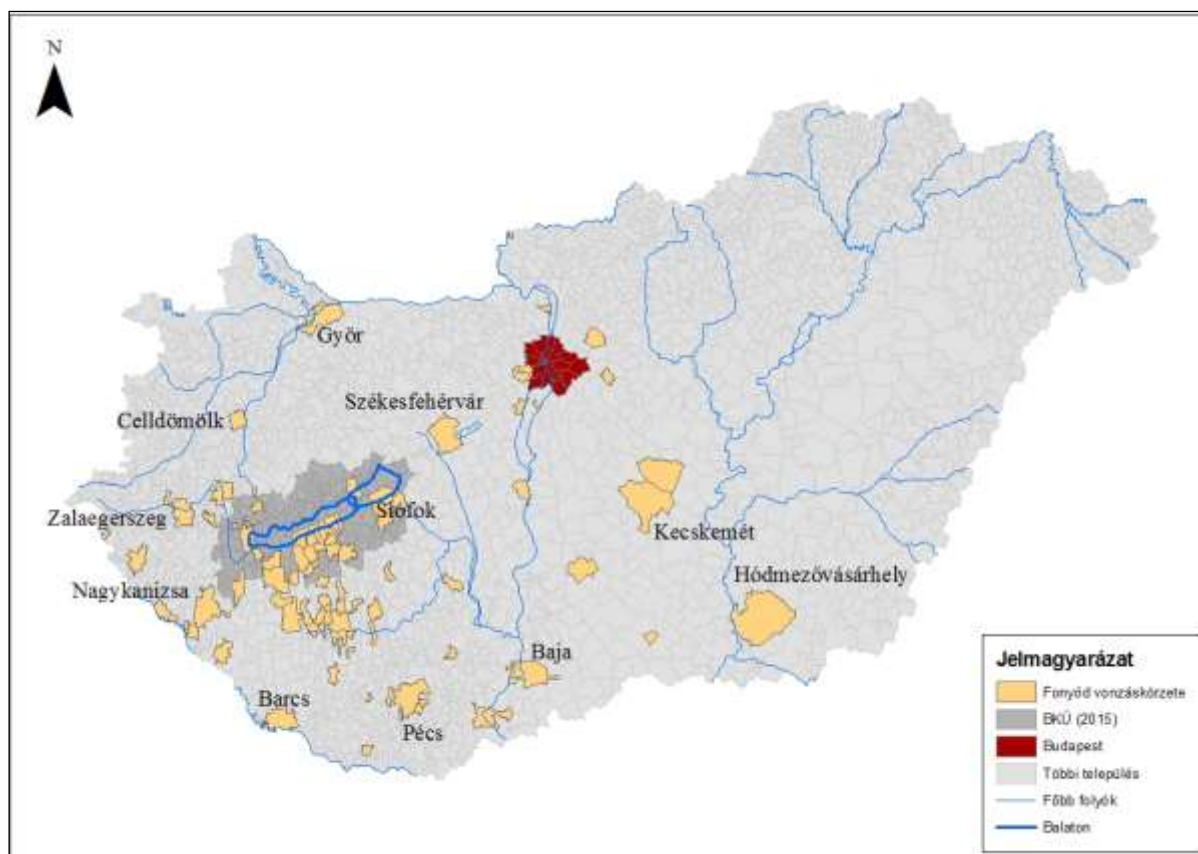 N
Győr
Székesfehérvár
Celldömölk
Siófok
Zalaegerszeg
Kecskemét
Nagykanizsa
Hódmezővásárhely
Baja
Barcs
Pécs
Jelmagyarázat
Fonyód vonzáskörzete
BKÜ (2015)
Budapest
Többi település
Főbb folyók
Balaton